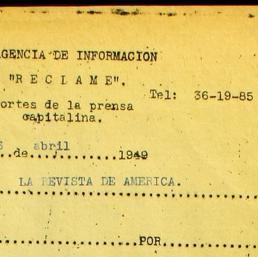 AGENCIA DE INFORMACION
"RECLAME".
Tel: 36-19-85
ortes de la prensa
capitalina.
abril
de 1949
LA REVISTA DE AMERICA.
POR